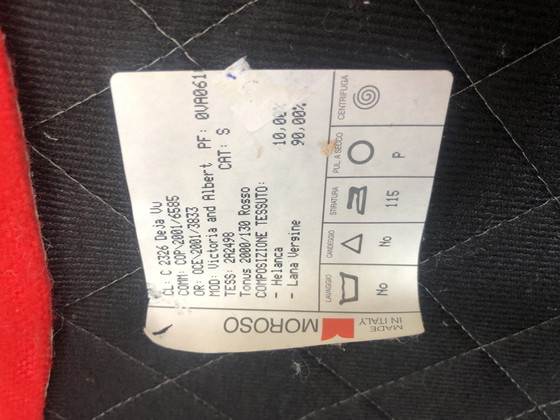 CL: C 2326 Deja Vu
COMM: COP\2001/6585
OR: OCE\2001/3833
MOD: Victoria and Albert PF: 0VA061
TESS: 2A2498 CAT: S
Tonus 2000/130 Rosso
COMPOSIZIONE TESSUTO:
- Helanca 10,00%
- Lana Vergine 90,00%
LAVAGGIO CANDEGGIO STIRATURA PUL. A SECCO CENTRIFUGA
No No 115 P
MOROSO
MADE
IN ITALY